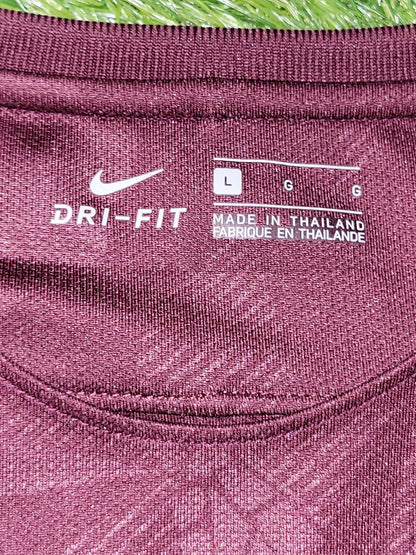 DRI-FIT
L G G
MADE IN THAILAND
FABRIQUE EN THAILANDE